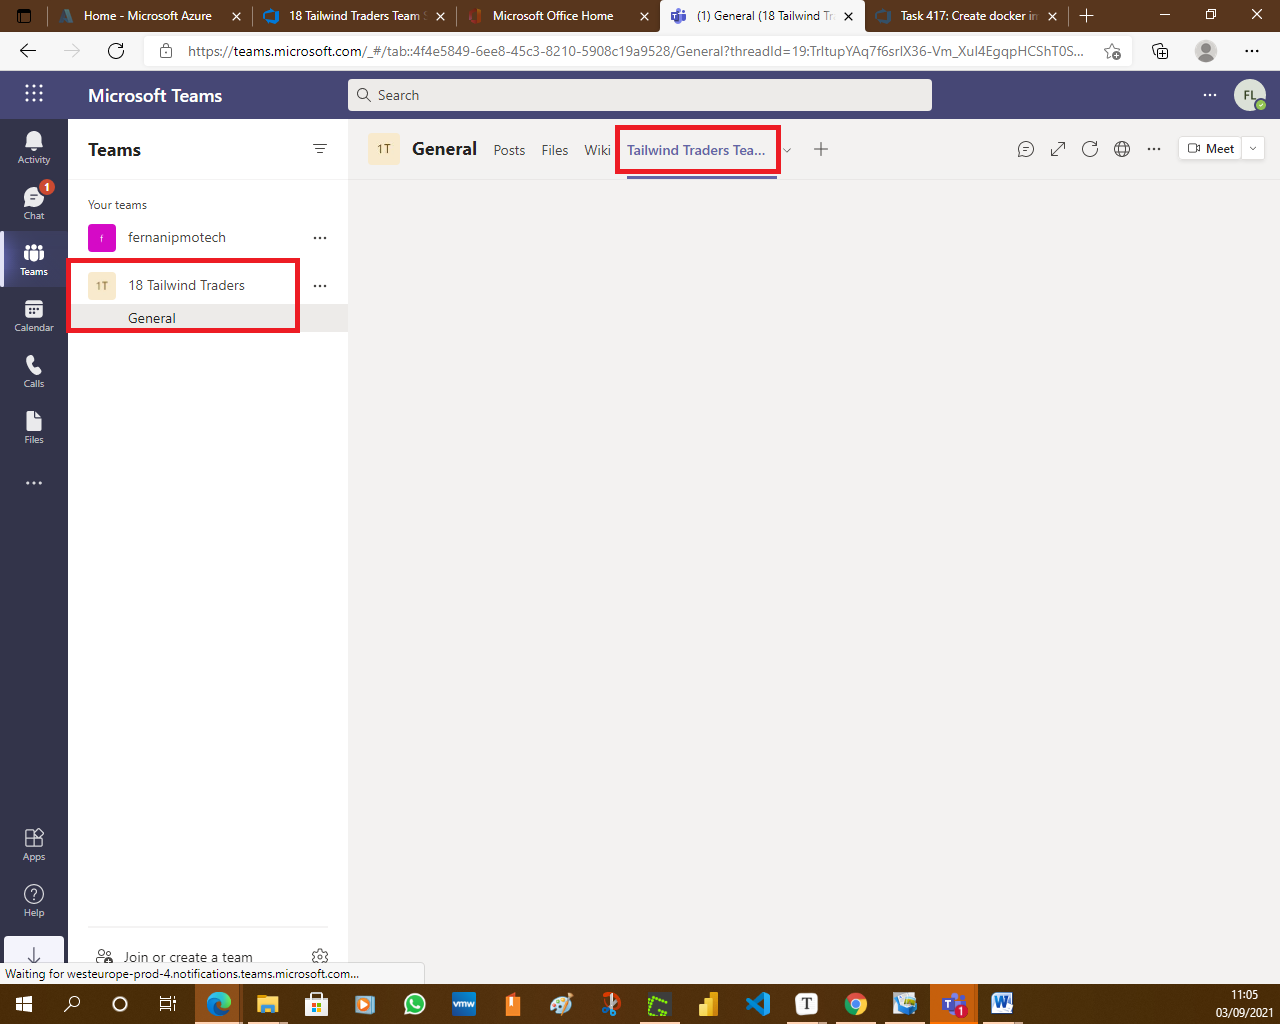 Home - Microsoft Azure
18 Tailwind Traders Team S
Microsoft Office Home
(1) General (18 Tailwind Tr
Task 417: Create docker im
https://teams.microsoft.com/_#/tab::4f4e5849-6ee8-45c3-8210-5908c19a9528/General?threadId=19:TrltupYAq7f6srlX36-Vm_Xul4EgqpHCShT0S...
Microsoft Teams
Search
FL
Activity
Chat
1
Teams
Calendar
Calls
Files
Apps
Help
Teams
Your teams
f
fernanipmotech
1T
18 Tailwind Traders
General
Join or create a team
1T
General
Posts
Files
Wiki
Tailwind Traders Tea...
Meet
Waiting for westeurope-prod-4.notifications.teams.microsoft.com...
vmw
T
1
W
11:05
03/09/2021